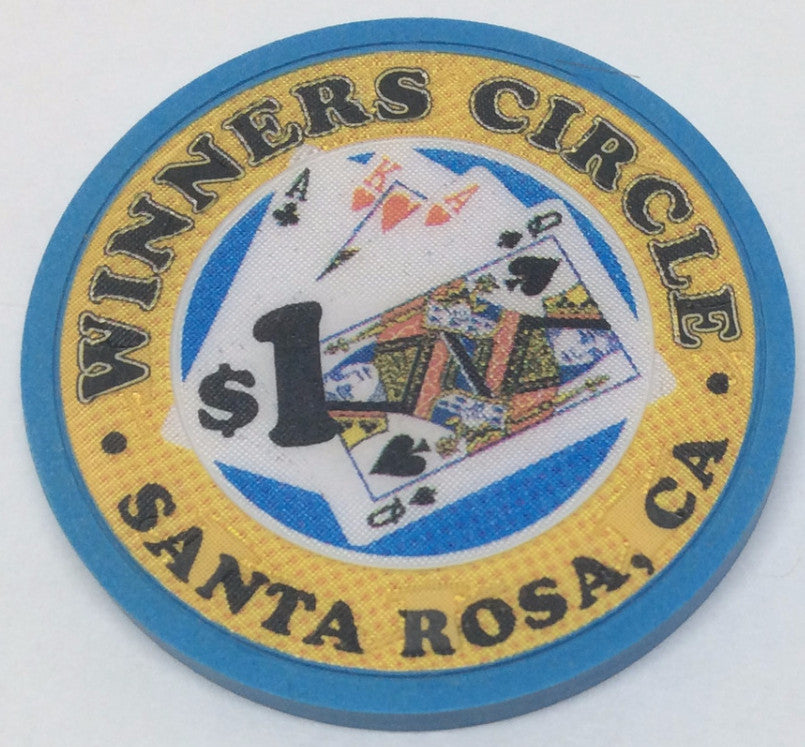 WINNERS CIRCLE
A K A Q
$1
Q
• SANTA ROSA, CA •